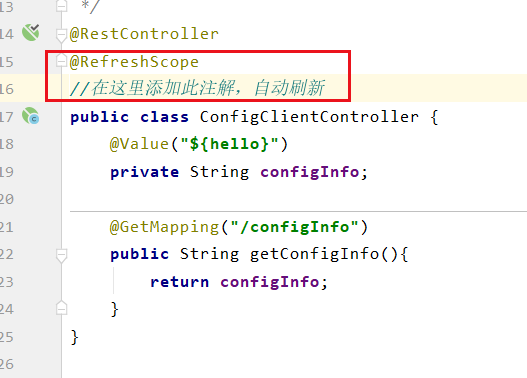 13 */
14 @RestController
15 @RefreshScope
16 //在这里添加此注解，自动刷新
17 public class ConfigClientController {
18 @Value("${hello}")
19 private String configInfo;
20
21 @GetMapping("/configInfo")
22 public String getConfigInfo(){
23 return configInfo;
24 }
25 }
26